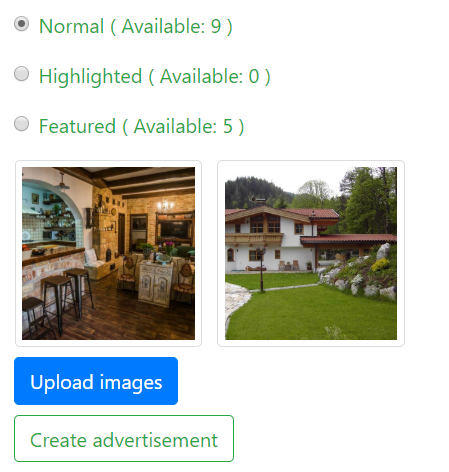 Normal ( Available: 9 )
Highlighted ( Available: 0 )
Featured ( Available: 5 )
Upload images
Create advertisement